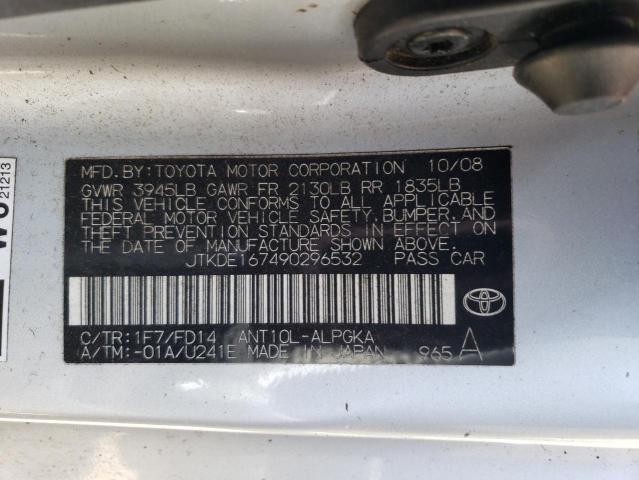 MFD. BY: TOYOTA MOTOR CORPORATION 10/08
GVWR 3945LB GAWR FR 2130LB RR 1835LB
THIS VEHICLE CONFORMS TO ALL APPLICABLE
FEDERAL MOTOR VEHICLE SAFETY, BUMPER, AND
THEFT PREVENTION STANDARDS IN EFFECT ON
THE DATE OF MANUFACTURE SHOWN ABOVE.
JTKDE167490296532 PASS CAR
C/TR: 1F7/FD14 ANT10L-ALPGKA
A/TM: -01A/U241E MADE IN JAPAN 965 A
21213